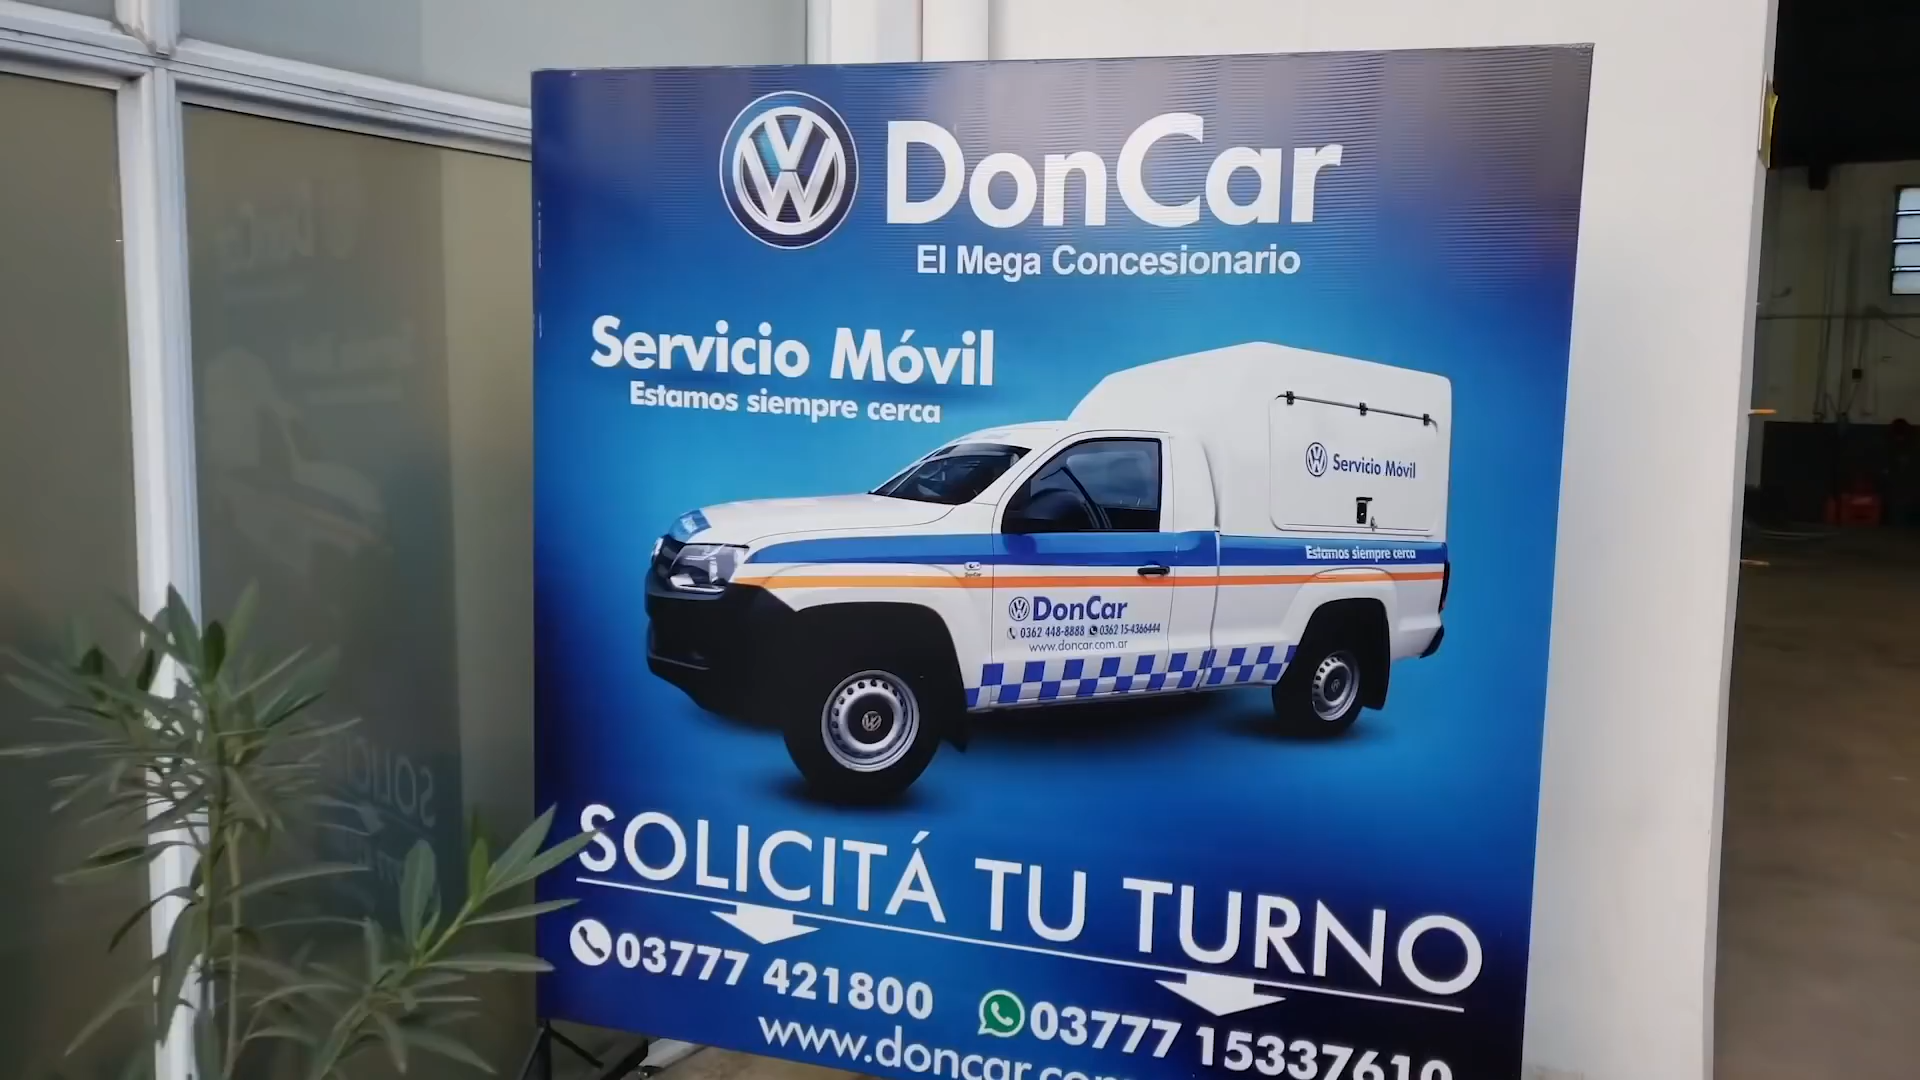 DonCar
El Mega Concesionario
Servicio Móvil
Estamos siempre cerca
Servicio Móvil
Estamos siempre cerca
DonCar
0362 448-8888 0362 15-4366444
www.doncar.com.ar
SOLICITÁ TU TURNO
03777 421800
03777 15337610
www.doncar.com